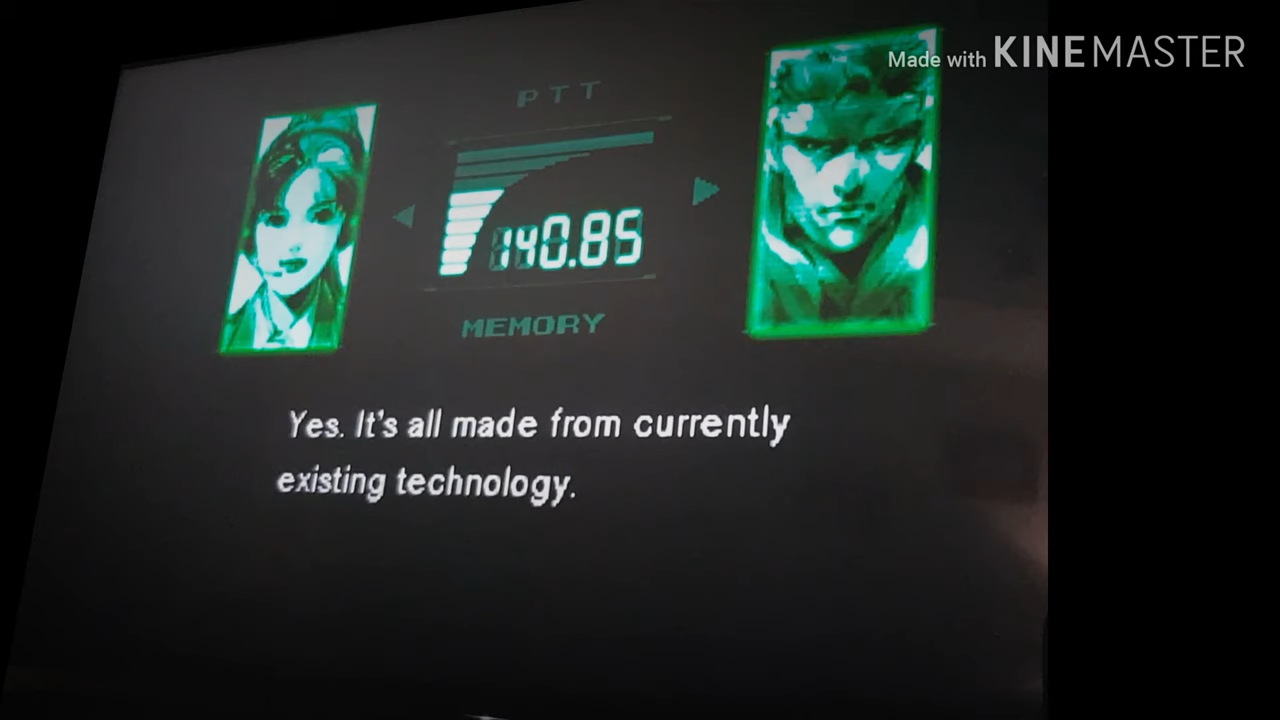 Made with KINEMASTER
PTT
140.85
MEMORY
Yes. It's all made from currently
existing technology.